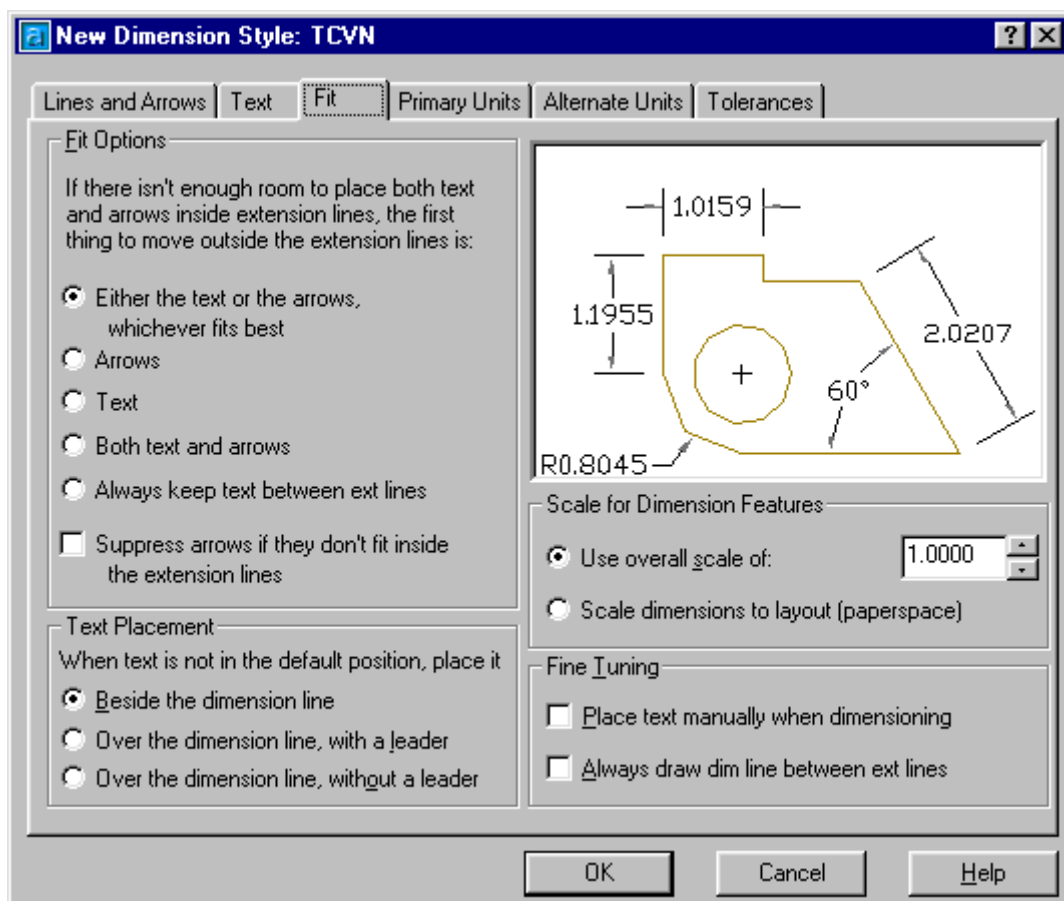 New Dimension Style: TCVN
Lines and Arrows Text Fit Primary Units Alternate Units Tolerances
Fit Options
If there isn't enough room to place both text
and arrows inside extension lines, the first
thing to move outside the extension lines is:
Either the text or the arrows,
whichever fits best
Arrows
Text
Both text and arrows
Always keep text between ext lines
Suppress arrows if they don't fit inside
the extension lines
Text Placement
When text is not in the default position, place it
Beside the dimension line
Over the dimension line, with a leader
Over the dimension line, without a leader
1.0159
1.1955
2.0207
60°
R0.8045
Scale for Dimension Features
Use overall scale of: 1.0000
Scale dimensions to layout (paperspace)
Fine Tuning
Place text manually when dimensioning
Always draw dim line between ext lines
OK Cancel Help